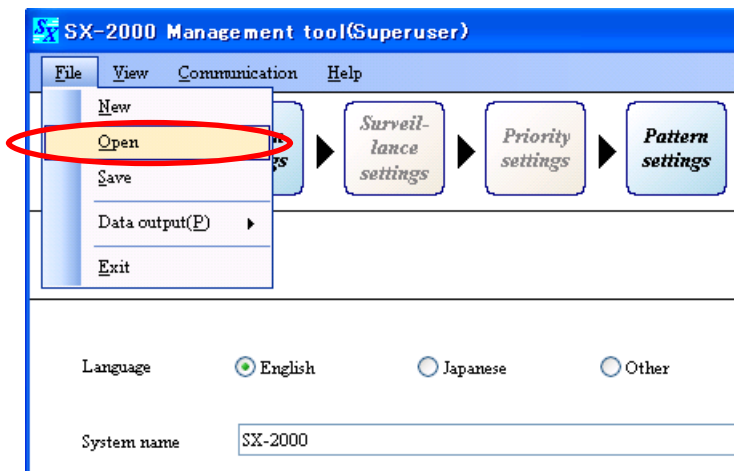 SX SX-2000 Management tool(Superuser)
File View Communication Help
New
Open
Save
Data output(P)
Exit
Surveil-
lance
settings
Priority
settings
Pattern
settings
Language English Japanese Other
System name SX-2000